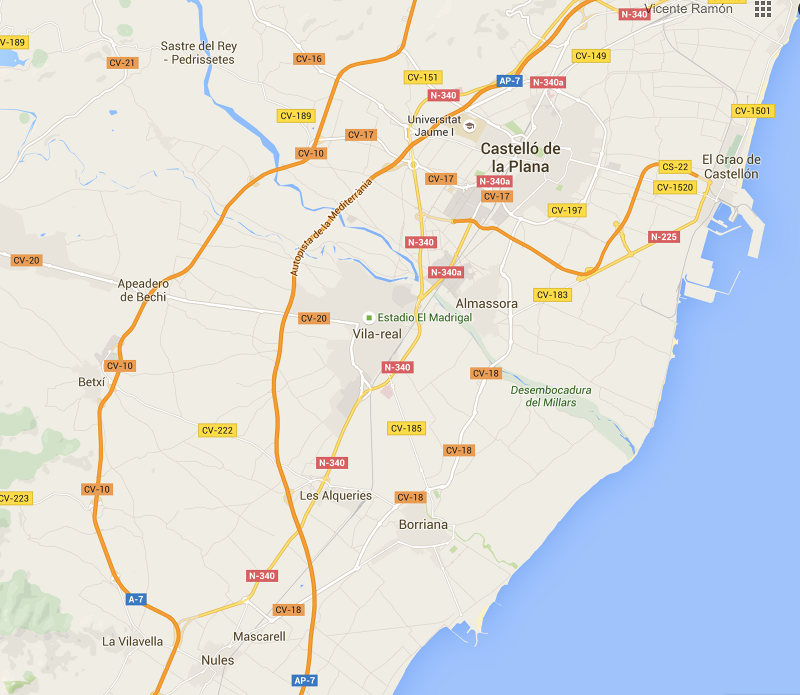 Vicente Ramón
N-340
V-189
Sastre del Rey
- Pedrissetes
CV-16
CV-149
CV-21
CV-151
AP-7
N-340a
N-340
CV-1501
CV-189
Universitat
Jaume I
CV-17
CV-10
Castelló de
la Plana
El Grao de
Castellón
CS-22
CV-17
N-340a
CV-1520
CV-17
CV-197
Autopista de la Mediterrània
N-225
N-340
CV-20
N-340a
Apeadero
de Bechi
CV-183
Almassora
CV-20
Estadio El Madrigal
Vila-real
CV-10
N-340
CV-18
Betxí
Desembocadura
del Millars
CV-222
CV-185
CV-18
N-340
CV-10
CV-223
Les Alqueries
CV-18
Borriana
N-340
A-7
CV-18
La Vilavella
Mascarell
Nules
AP-7